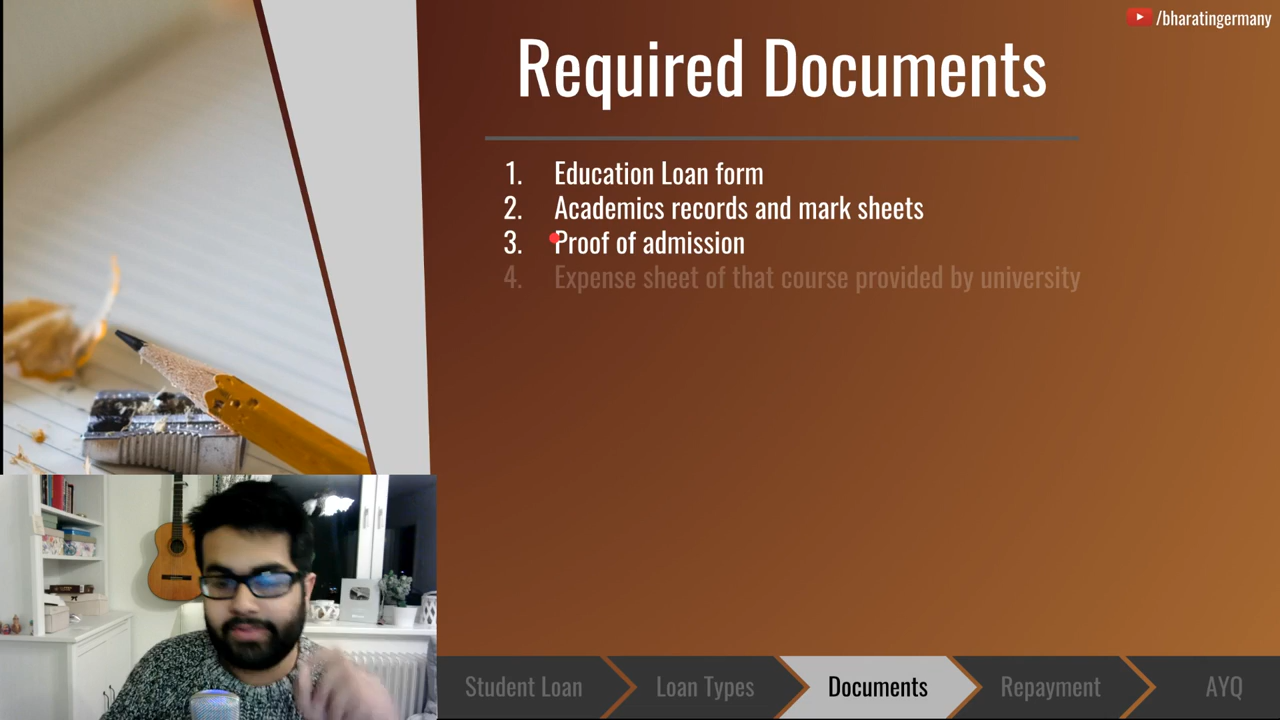 /bharatingermany
Required Documents
1. Education Loan form
2. Academics records and mark sheets
3. Proof of admission
4. Expense sheet of that course provided by university
Student Loan
Loan Types
Documents
Repayment
AYQ